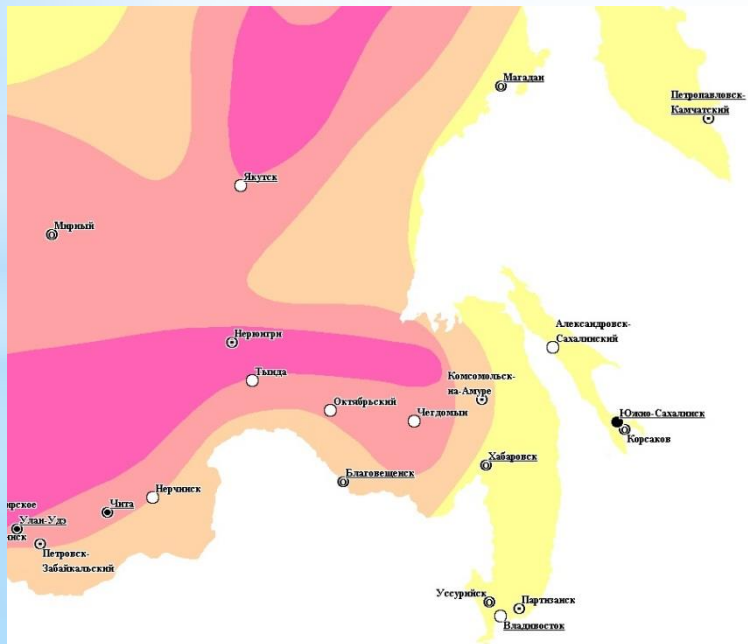 Магадан
Петропавловск-
Камчатский
Якутск
Мирный
Александровск-
Сахалинский
Нерюнгри
Тында
Комсомольск-
на-Амуре
Октябрьский
Чегдомын
Южно-Сахалинск
Корсаков
Хабаровск
Благовещенск
Нерчинск
Чита
Улан-Удэ
Петровск-
Забайкальский
Уссурийск
Партизанск
Владивосток